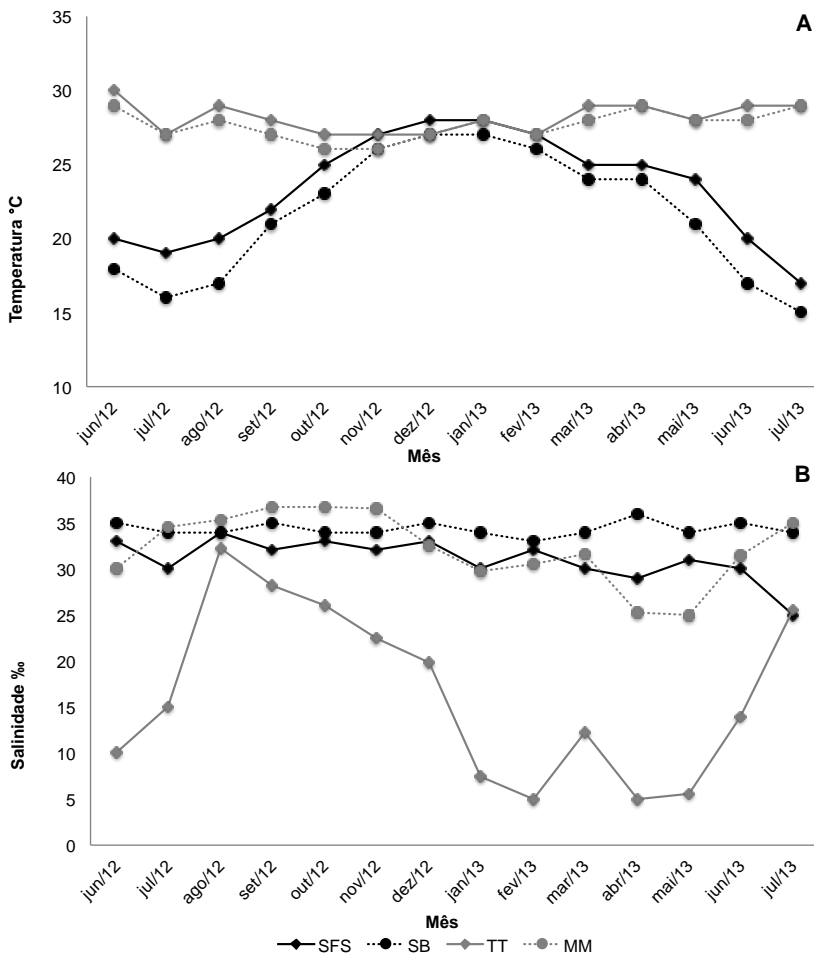 A
35
30
25
20
15
10
Temperatura °C
jun/12 jul/12 ago/12 set/12 out/12 nov/12 dez/12 jan/13 fev/13 mar/13 abr/13 mai/13 jun/13 jul/13
Mês
B
40
35
30
25
20
15
10
5
0
Salinidade ‰
jun/12 jul/12 ago/12 set/12 out/12 nov/12 dez/12 jan/13 fev/13 mar/13 abr/13 mai/13 jun/13 jul/13
Mês
SFS SB TT MM